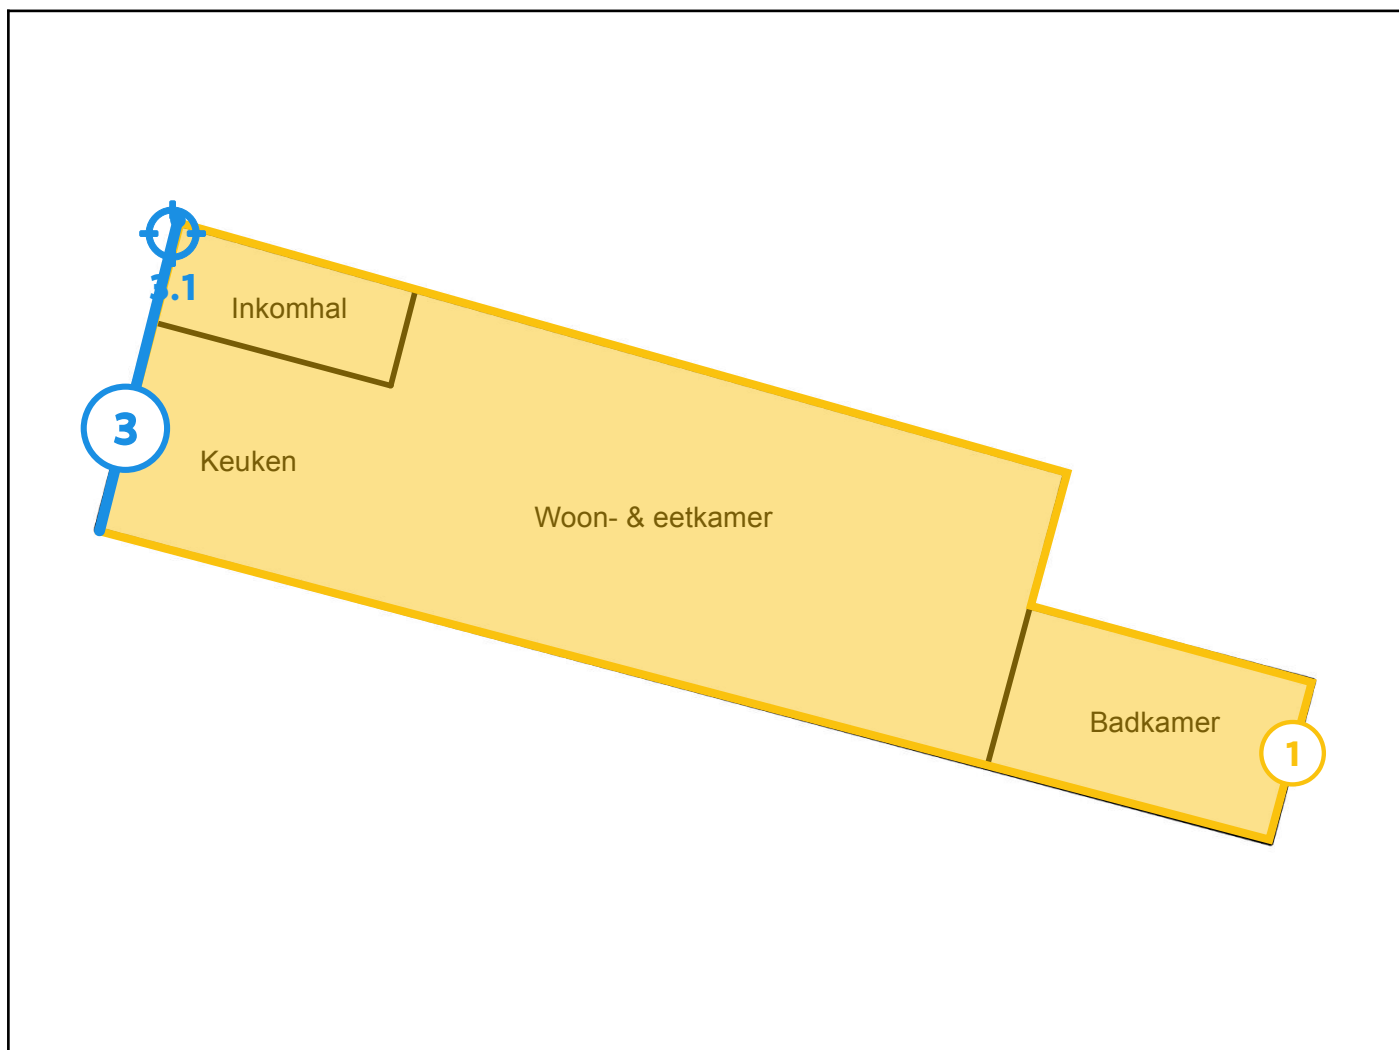 3.1
Inkomhal
3
Keuken
Woon- & eetkamer
Badkamer
1